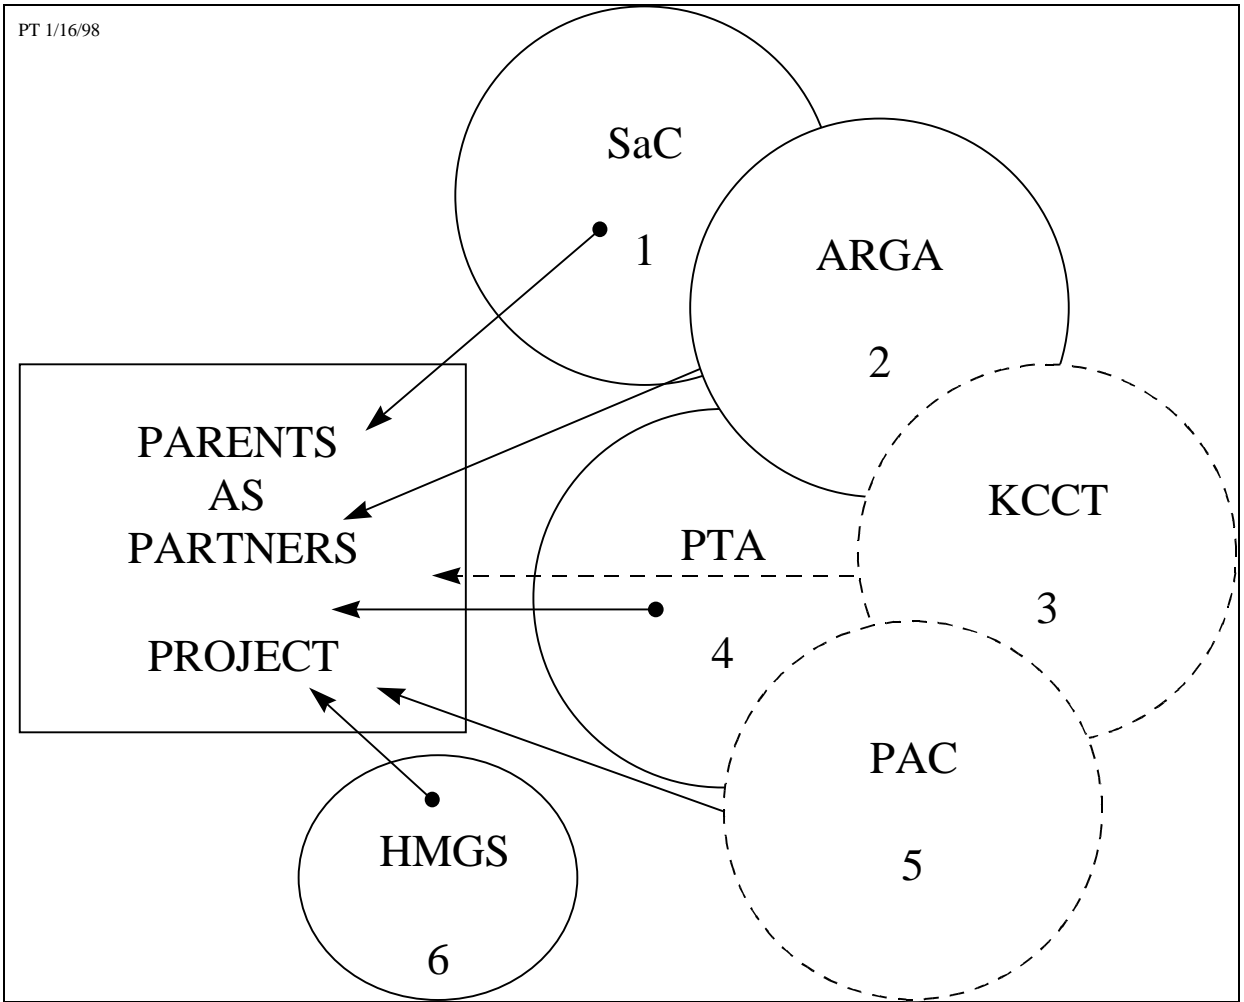 PT 1/16/98
SaC
1
ARGA
2
PARENTS
AS
PARTNERS
PROJECT
KCCT
3
PTA
4
PAC
5
HMGS
6